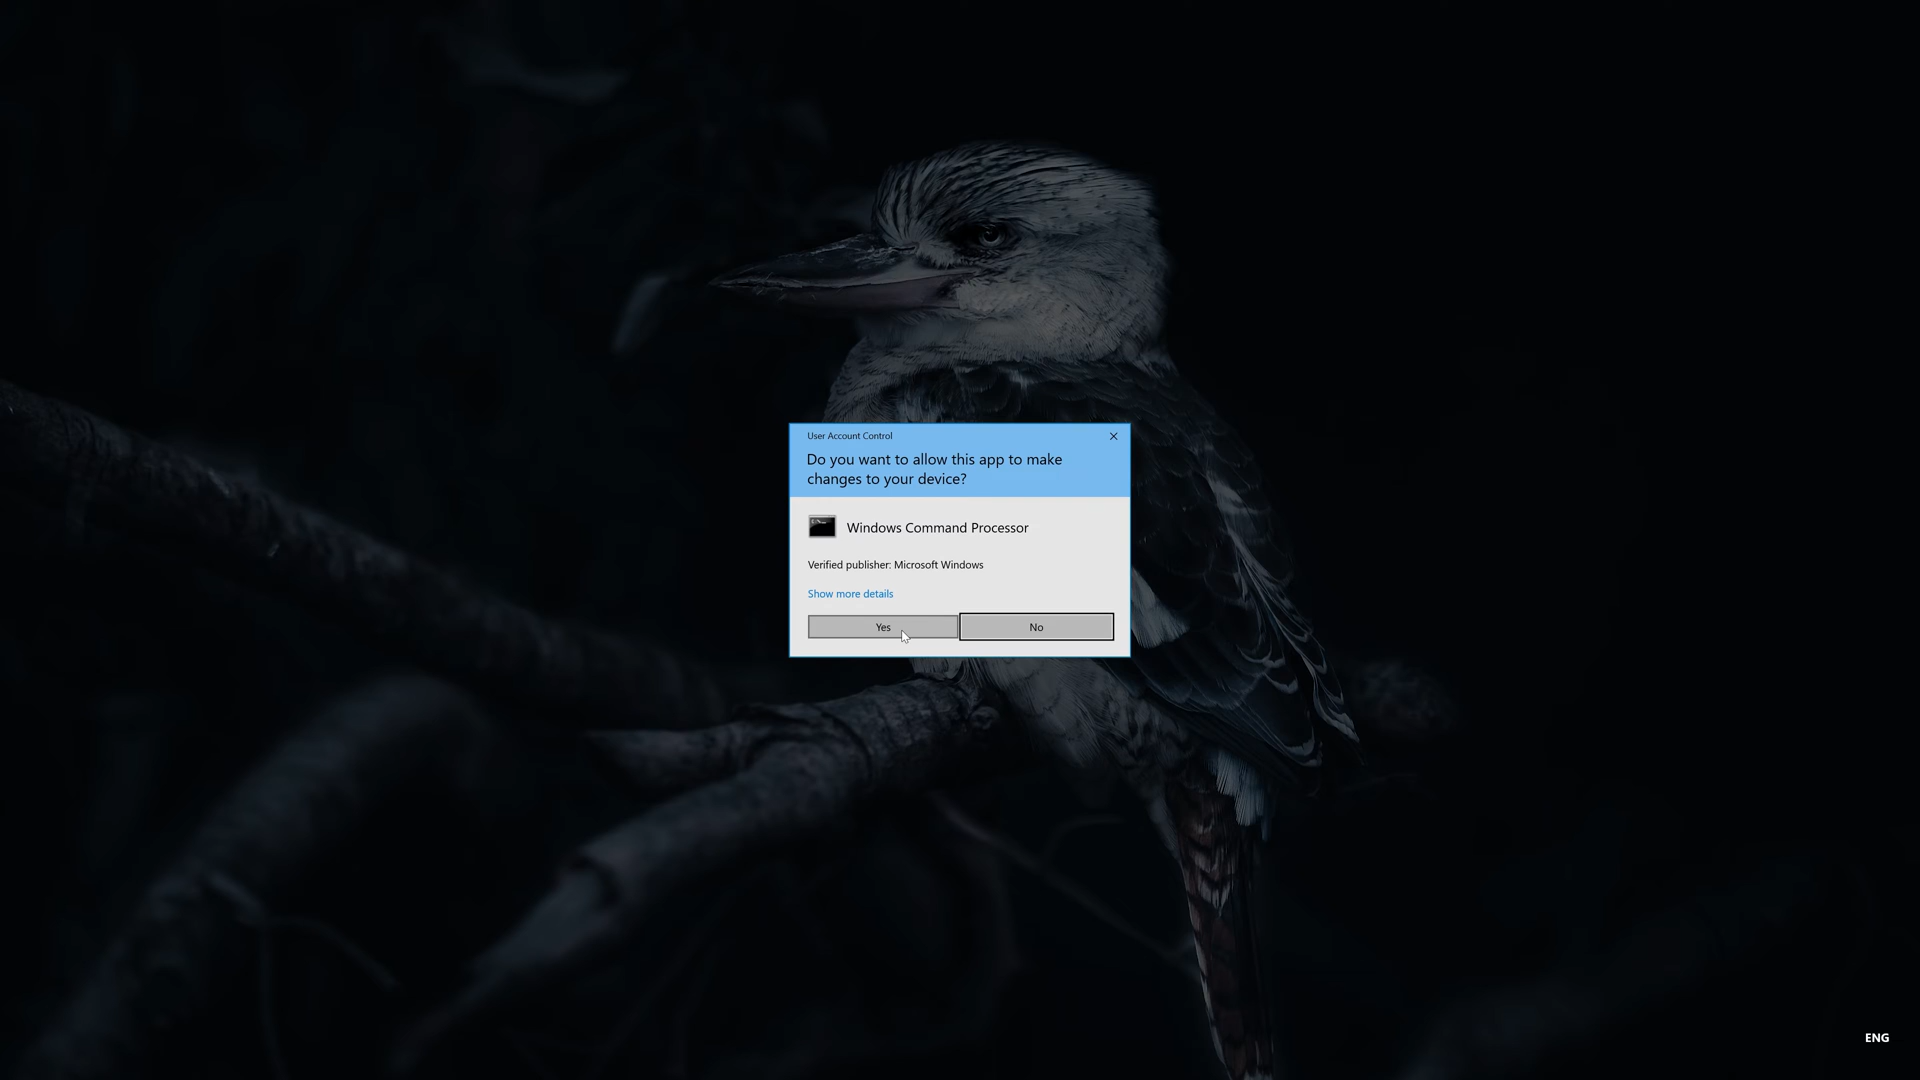 User Account Control
Do you want to allow this app to make
changes to your device?
Windows Command Processor
Verified publisher: Microsoft Windows
Show more details
Yes
No
ENG